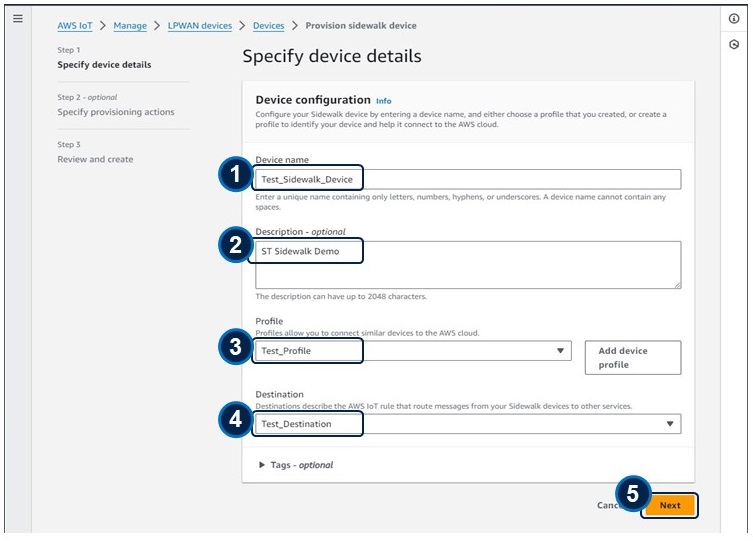 AWS IoT > Manage > LPWAN devices > Devices > Provision sidewalk device
Step 1
Specify device details
Step 2 - optional
Specify provisioning actions
Step 3
Review and create
Specify device details
Device configuration Info
Configure your Sidewalk device by entering a device name, and either choose a profile that you created, or create a
profile to identify your device and help it connect to the AWS cloud.
Device name
1
Test_Sidewalk_Device
Enter a unique name containing only letters, numbers, hyphens, or underscores. A device name cannot contain any
spaces.
Description - optional
2
ST Sidewalk Demo
The description can have up to 2048 characters.
Profile
Profiles allow you to connect similar devices to the AWS cloud.
3
Test_Profile
Add device
profile
Destination
Destinations describe the AWS IoT rule that route messages from your Sidewalk devices to other services.
4
Test_Destination
Tags - optional
5
Next